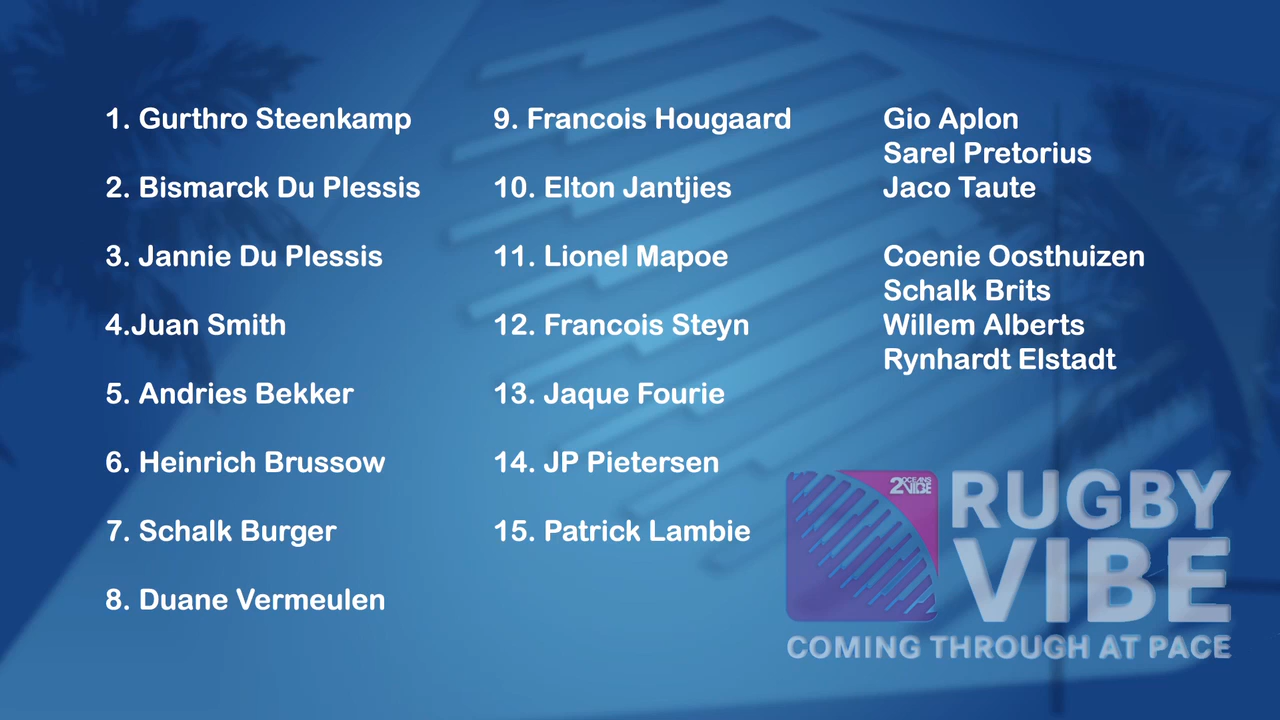 1. Gurthro Steenkamp
2. Bismarck Du Plessis
3. Jannie Du Plessis
4.Juan Smith
5. Andries Bekker
6. Heinrich Brussow
7. Schalk Burger
8. Duane Vermeulen
9. Francois Hougaard
10. Elton Jantjies
11. Lionel Mapoe
12. Francois Steyn
13. Jaque Fourie
14. JP Pietersen
15. Patrick Lambie
Gio Aplon
Sarel Pretorius
Jaco Taute
Coenie Oosthuizen
Schalk Brits
Willem Alberts
Rynhardt Elstadt
2OCEANS VIBE
RUGBY
VIBE
COMING THROUGH AT PACE